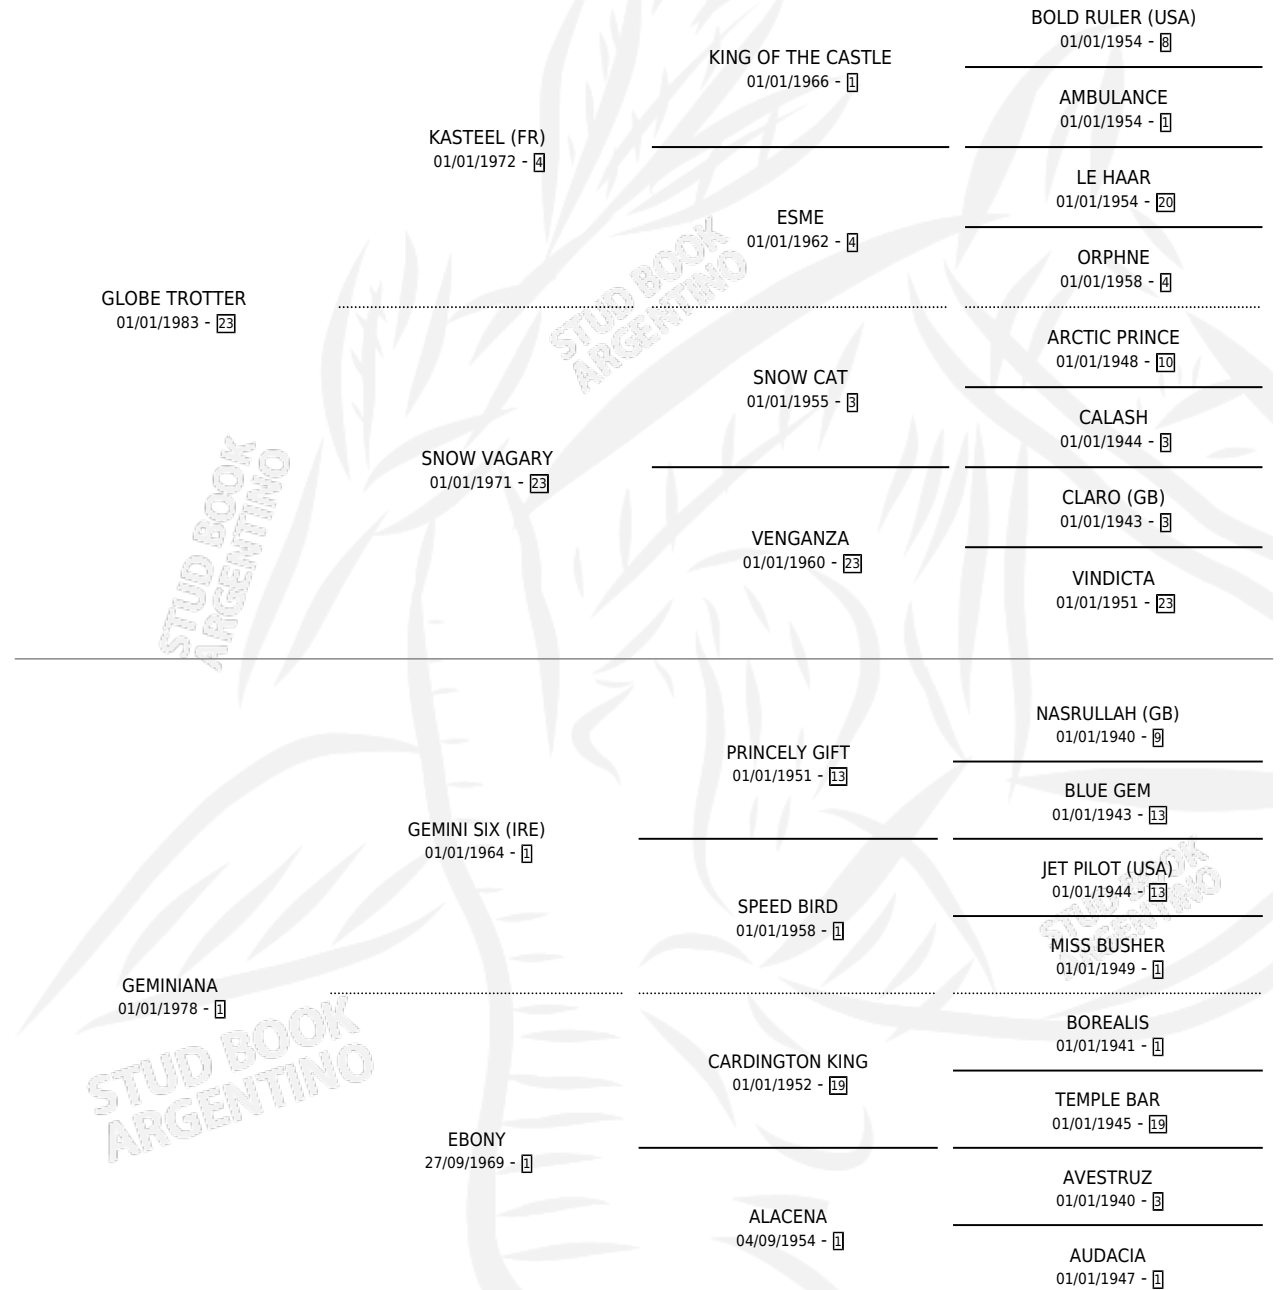 BOLD RULER (USA)
01/01/1954 - 8
KING OF THE CASTLE
01/01/1966 - 1
AMBULANCE
01/01/1954 - 1
KASTEEL (FR)
01/01/1972 - 4
LE HAAR
01/01/1954 - 20
ESME
01/01/1962 - 4
ORPHNE
01/01/1958 - 4
GLOBE TROTTER
01/01/1983 - 23
ARCTIC PRINCE
01/01/1948 - 10
SNOW CAT
01/01/1955 - 3
CALASH
01/01/1944 - 3
SNOW VAGARY
01/01/1971 - 23
CLARO (GB)
01/01/1943 - 3
VENGANZA
01/01/1960 - 23
VINDICTA
01/01/1951 - 23
STUD BOOK
ARGENTINO
STUD BOOK
ARGENTINO
NASRULLAH (GB)
01/01/1940 - 9
PRINCELY GIFT
01/01/1951 - 13
BLUE GEM
01/01/1943 - 13
GEMINI SIX (IRE)
01/01/1964 - 1
JET PILOT (USA)
01/01/1944 - 13
SPEED BIRD
01/01/1958 - 1
MISS BUSHER
01/01/1949 - 1
GEMINIANA
01/01/1978 - 1
BOREALIS
01/01/1941 - 1
CARDINGTON KING
01/01/1952 - 19
TEMPLE BAR
01/01/1945 - 19
EBONY
27/09/1969 - 1
AVESTRUZ
01/01/1940 - 3
ALACENA
04/09/1954 - 1
AUDACIA
01/01/1947 - 1
STUD BOOK
ARGENTINO
STUD BOOK
ARGENTINO